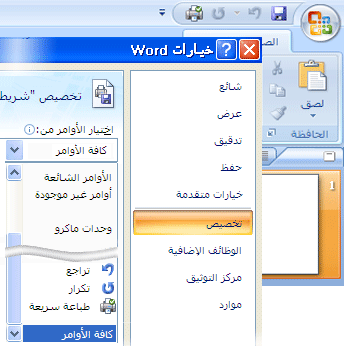 خيارات Word
الص
لصق
الحافظة
1
شائع
عرض
تدقيق
حفظ
خيارات متقدمة
تخصيص
الوظائف الإضافية
مركز التوثيق
موارد
تخصيص "شريط
اختيار الأوامر من:
كافة الأوامر
الأوامر الشائعة
أوامر غير موجودة
وحدات ماكرو
تراجع
تكرار
طباعة سريعة
كافة الأوامر